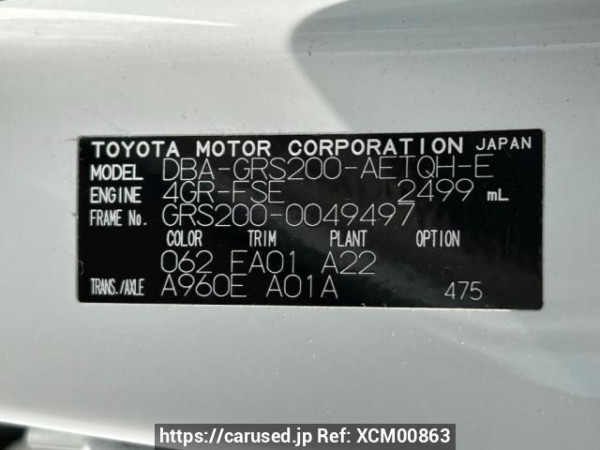 TOYOTA MOTOR CORPORATION JAPAN
MODEL DBA-GRS200-AETQH-E
ENGINE 4GR-FSE 2499 mL
FRAME No. GRS200-0049497
COLOR TRIM PLANT OPTION
062 FA01 A22
TRANS./AXLE A960E A01A 475
https://carused.jp Ref: XCM00863